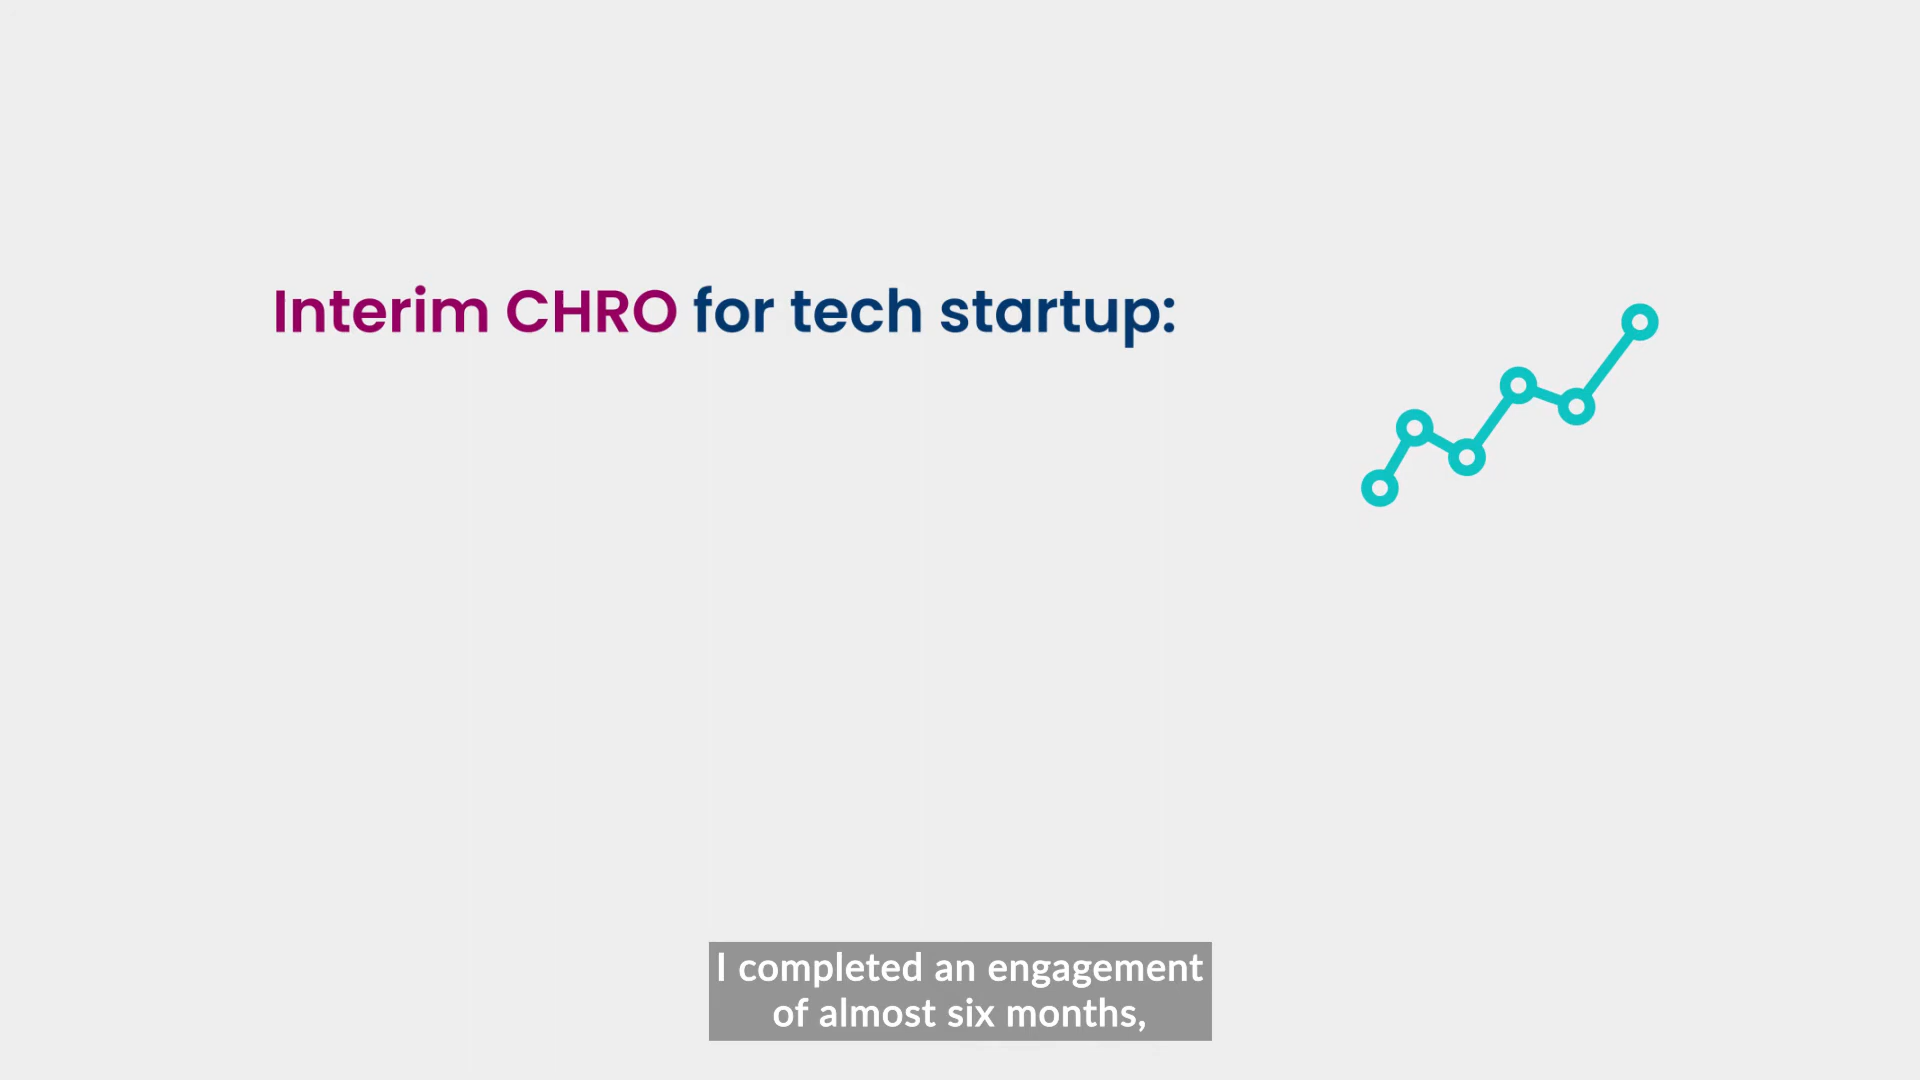 Interim CHRO for tech startup:
I completed an engagement
of almost six months,